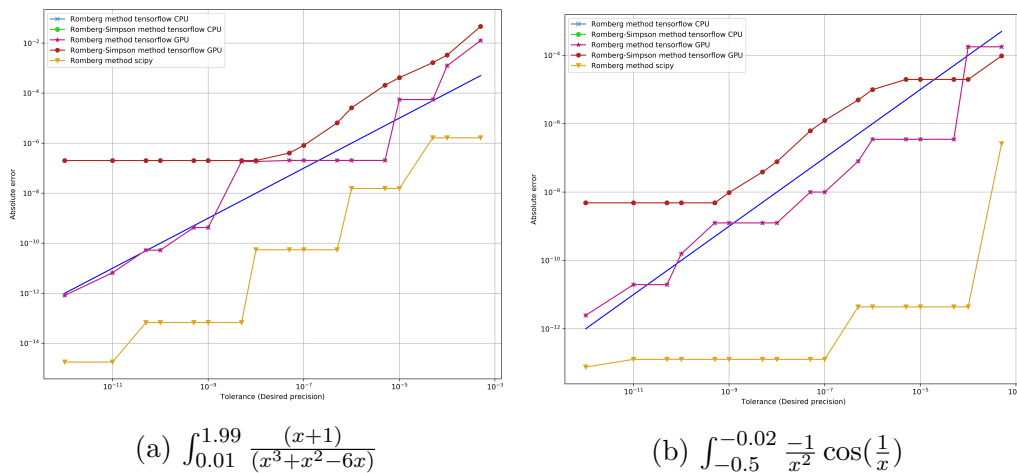 Romberg method tensorflow CPU
Romberg-Simpson method tensorflow CPU
Romberg method tensorflow GPU
Romberg-Simpson method tensorflow GPU
Romberg method scipy
10⁻²
10⁻⁴
10⁻⁶
10⁻⁸
10⁻¹⁰
10⁻¹²
10⁻¹⁴
Absolute error
10⁻¹¹ 10⁻⁹ 10⁻⁷ 10⁻⁵ 10⁻³
Tolerance (Desired precision)
(a) ∫_{0.01}^{1.99} (x+1)/(x³+x²−6x)
Romberg method tensorflow CPU
Romberg-Simpson method tensorflow CPU
Romberg method tensorflow GPU
Romberg-Simpson method tensorflow GPU
Romberg method scipy
10⁻⁴
10⁻⁶
10⁻⁸
10⁻¹⁰
10⁻¹²
Absolute error
10⁻¹¹ 10⁻⁹ 10⁻⁷ 10⁻⁵ 10
Tolerance (Desired precision)
(b) ∫_{−0.5}^{−0.02} −1/x² cos(1/x)